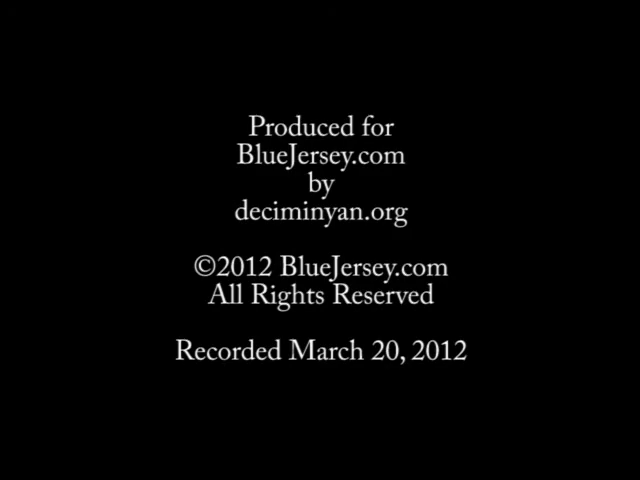 Produced for
BlueJersey.com
by
deciminyan.org
©2012 BlueJersey.com
All Rights Reserved
Recorded March 20, 2012